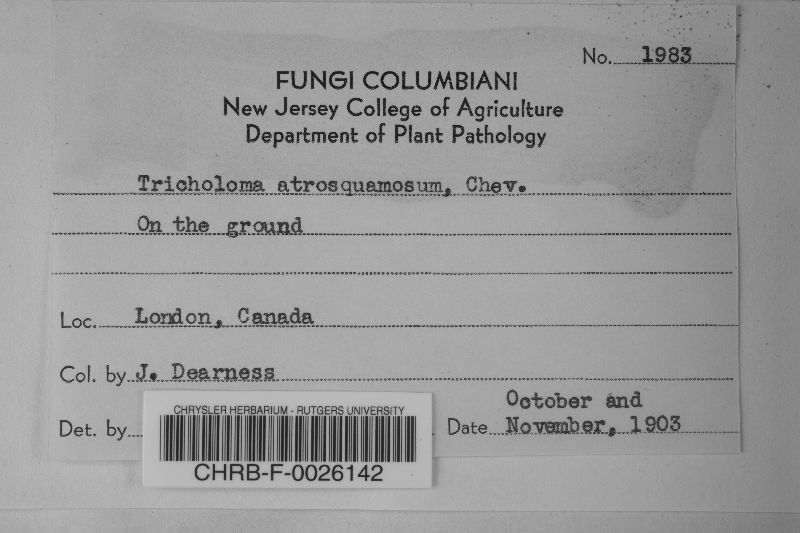 No. 1983
FUNGI COLUMBIANI
New Jersey College of Agriculture
Department of Plant Pathology
Tricholoma atrosquamosum, Chev.
On the ground
Loc. London, Canada
Col. by J. Dearness
October and
Det. by Date November, 1903
CHRYSLER HERBARIUM - RUTGERS UNIVERSITY
CHRB-F-0026142